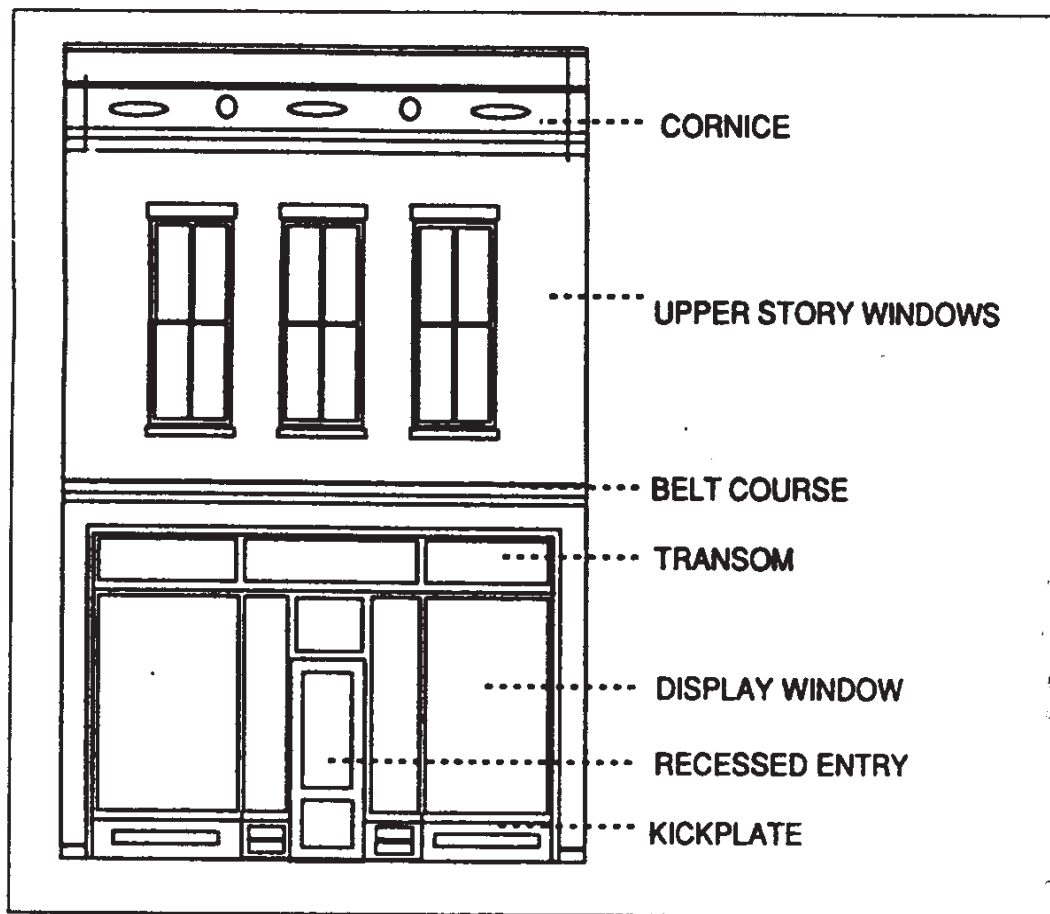 CORNICE
UPPER STORY WINDOWS
BELT COURSE
TRANSOM
DISPLAY WINDOW
RECESSED ENTRY
KICKPLATE